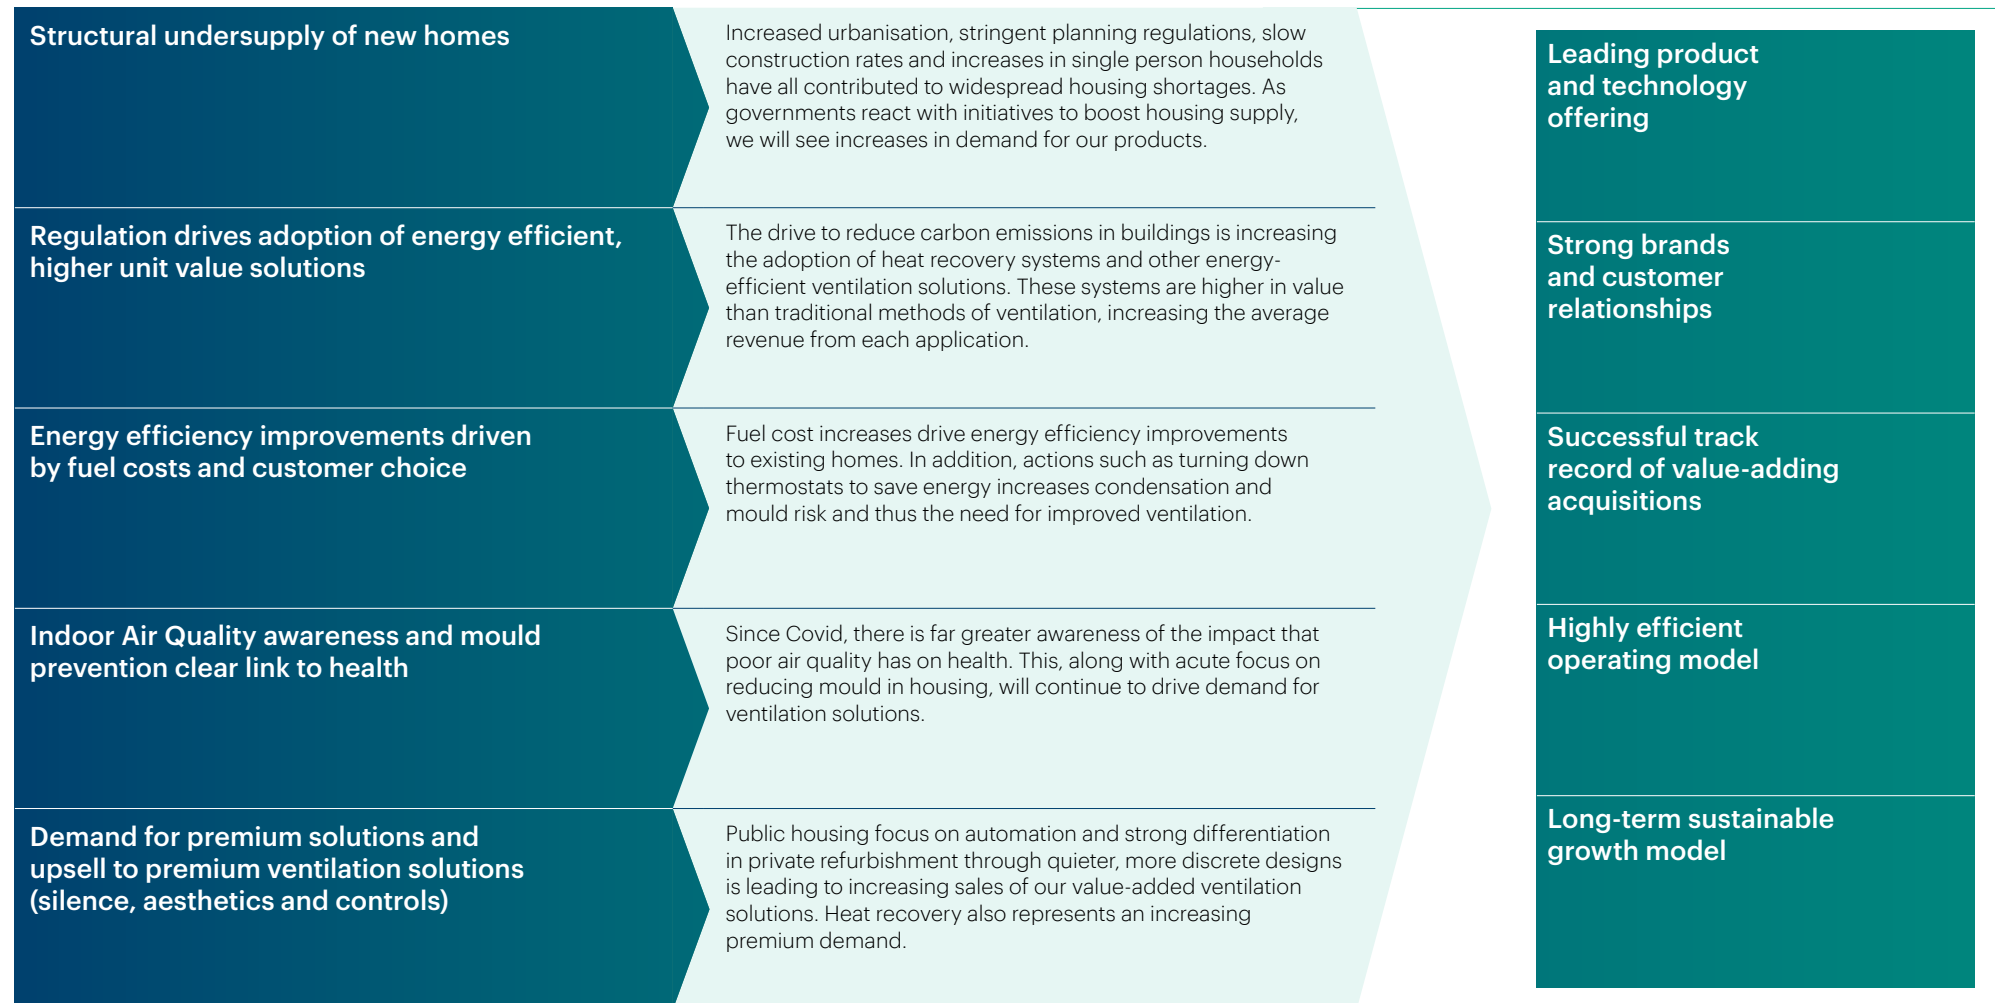 Structural undersupply of new homes
Increased urbanisation, stringent planning regulations, slow
construction rates and increases in single person households
have all contributed to widespread housing shortages. As
governments react with initiatives to boost housing supply,
we will see increases in demand for our products.
Regulation drives adoption of energy efficient,
higher unit value solutions
The drive to reduce carbon emissions in buildings is increasing
the adoption of heat recovery systems and other energy-
efficient ventilation solutions. These systems are higher in value
than traditional methods of ventilation, increasing the average
revenue from each application.
Energy efficiency improvements driven
by fuel costs and customer choice
Fuel cost increases drive energy efficiency improvements
to existing homes. In addition, actions such as turning down
thermostats to save energy increases condensation and
mould risk and thus the need for improved ventilation.
Indoor Air Quality awareness and mould
prevention clear link to health
Since Covid, there is far greater awareness of the impact that
poor air quality has on health. This, along with acute focus on
reducing mould in housing, will continue to drive demand for
ventilation solutions.
Demand for premium solutions and
upsell to premium ventilation solutions
(silence, aesthetics and controls)
Public housing focus on automation and strong differentiation
in private refurbishment through quieter, more discrete designs
is leading to increasing sales of our value-added ventilation
solutions. Heat recovery also represents an increasing
premium demand.
Leading product
and technology
offering
Strong brands
and customer
relationships
Successful track
record of value-adding
acquisitions
Highly efficient
operating model
Long-term sustainable
growth model